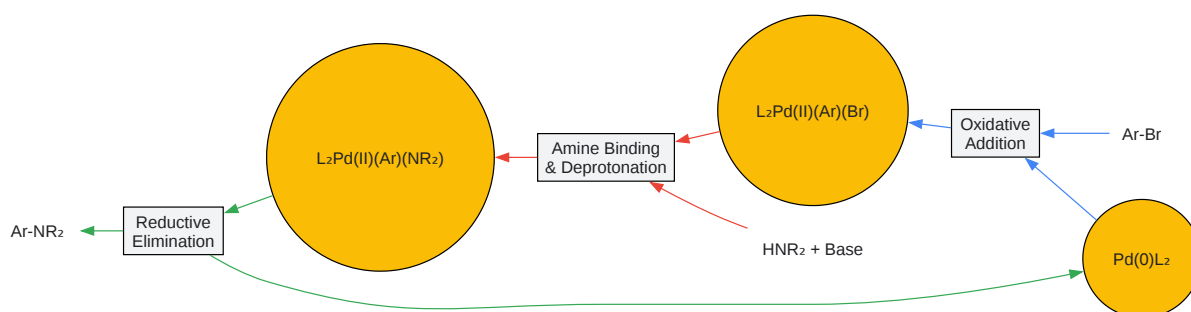 L₂Pd(II)(Ar)(Br)
Oxidative
Addition
Ar-Br
Amine Binding
& Deprotonation
L₂Pd(II)(Ar)(NR₂)
Reductive
Elimination
Ar-NR₂
HNR₂ + Base
Pd(0)L₂